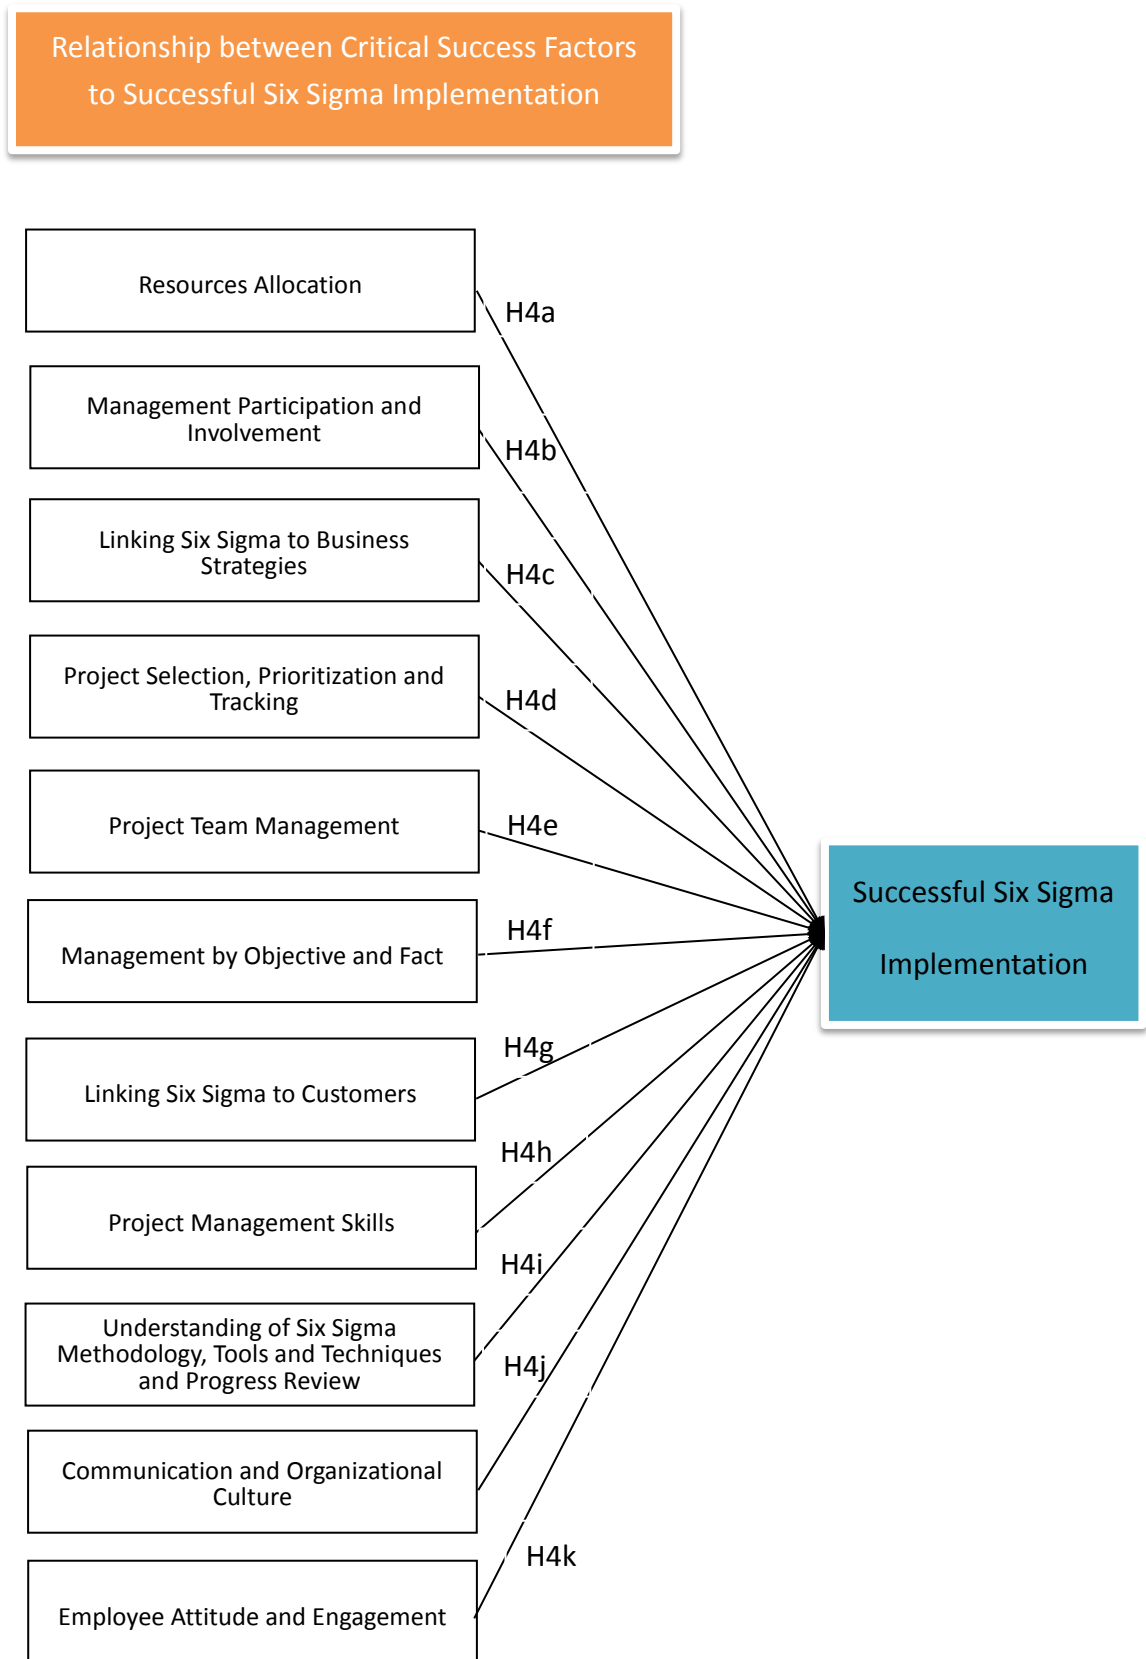 Relationship between Critical Success Factors
to Successful Six Sigma Implementation
Resources Allocation
H4a
Management Participation and
Involvement
H4b
Linking Six Sigma to Business
Strategies
H4c
Project Selection, Prioritization and
Tracking
H4d
Project Team Management
H4e
Successful Six Sigma
Implementation
Management by Objective and Fact
H4f
Linking Six Sigma to Customers
H4g
Project Management Skills
H4h
Understanding of Six Sigma
Methodology, Tools and Techniques
and Progress Review
H4i
Communication and Organizational
Culture
H4j
Employee Attitude and Engagement
H4k